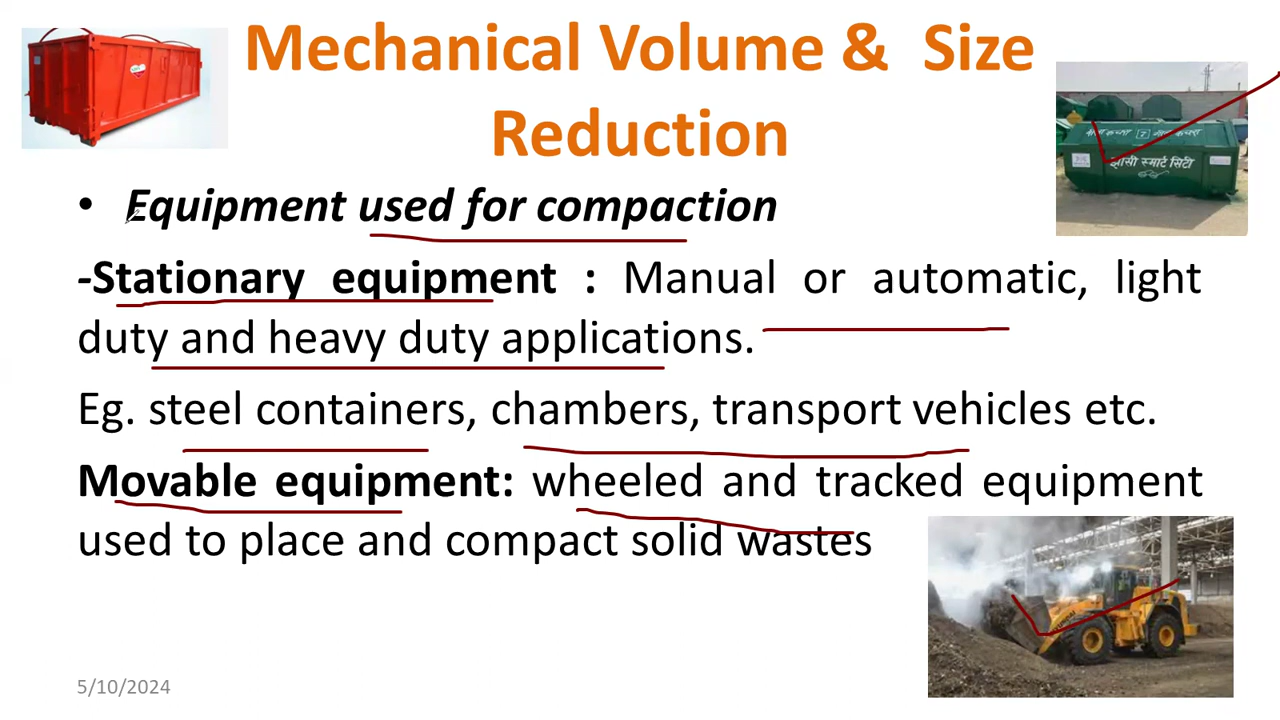 Mechanical Volume & Size
Reduction
• Equipment used for compaction
-Stationary equipment : Manual or automatic, light
duty and heavy duty applications.
Eg. steel containers, chambers, transport vehicles etc.
Movable equipment: wheeled and tracked equipment
used to place and compact solid wastes
झाँसी स्मार्ट सिटी
5/10/2024